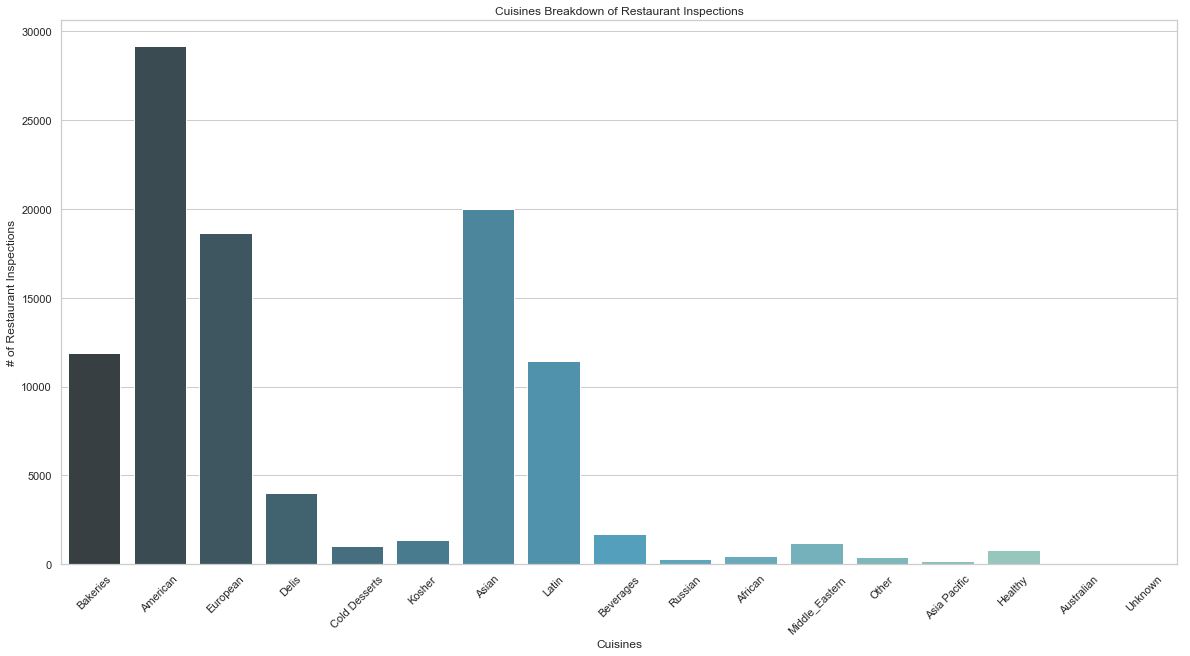 Cuisines Breakdown of Restaurant Inspections
30000
25000
20000
15000
10000
5000
0
# of Restaurant Inspections
Bakeries
American
European
Delis
Cold Desserts
Kosher
Asian
Latin
Beverages
Russian
African
Middle_Eastern
Other
Asia Pacific
Healthy
Australian
Unknown
Cuisines